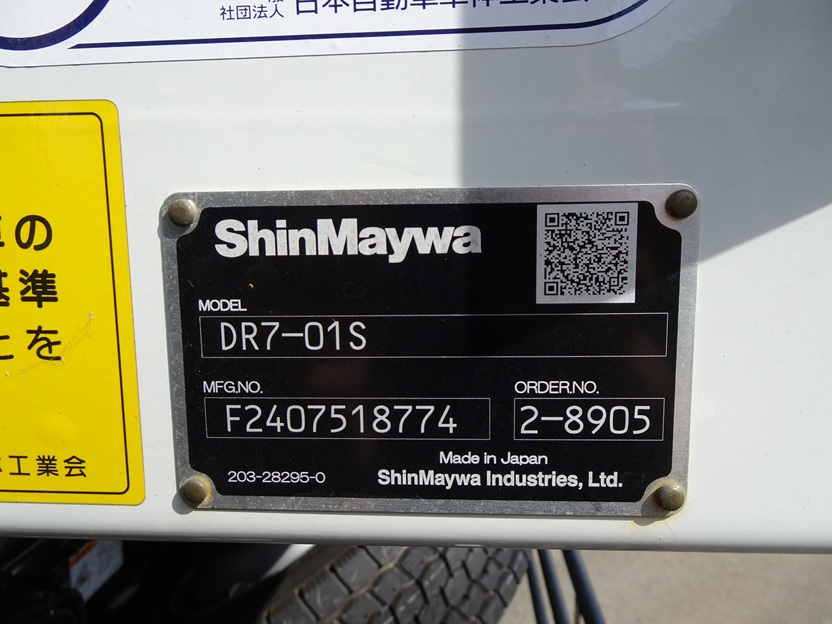 社団法人 日本自動車車体工業会
の
基準
とを
工業会
ShinMaywa
MODEL
DR7-01S
MFG.NO.
F2407518774
ORDER.NO.
2-8905
Made in Japan
203-28295-0
ShinMaywa Industries, Ltd.